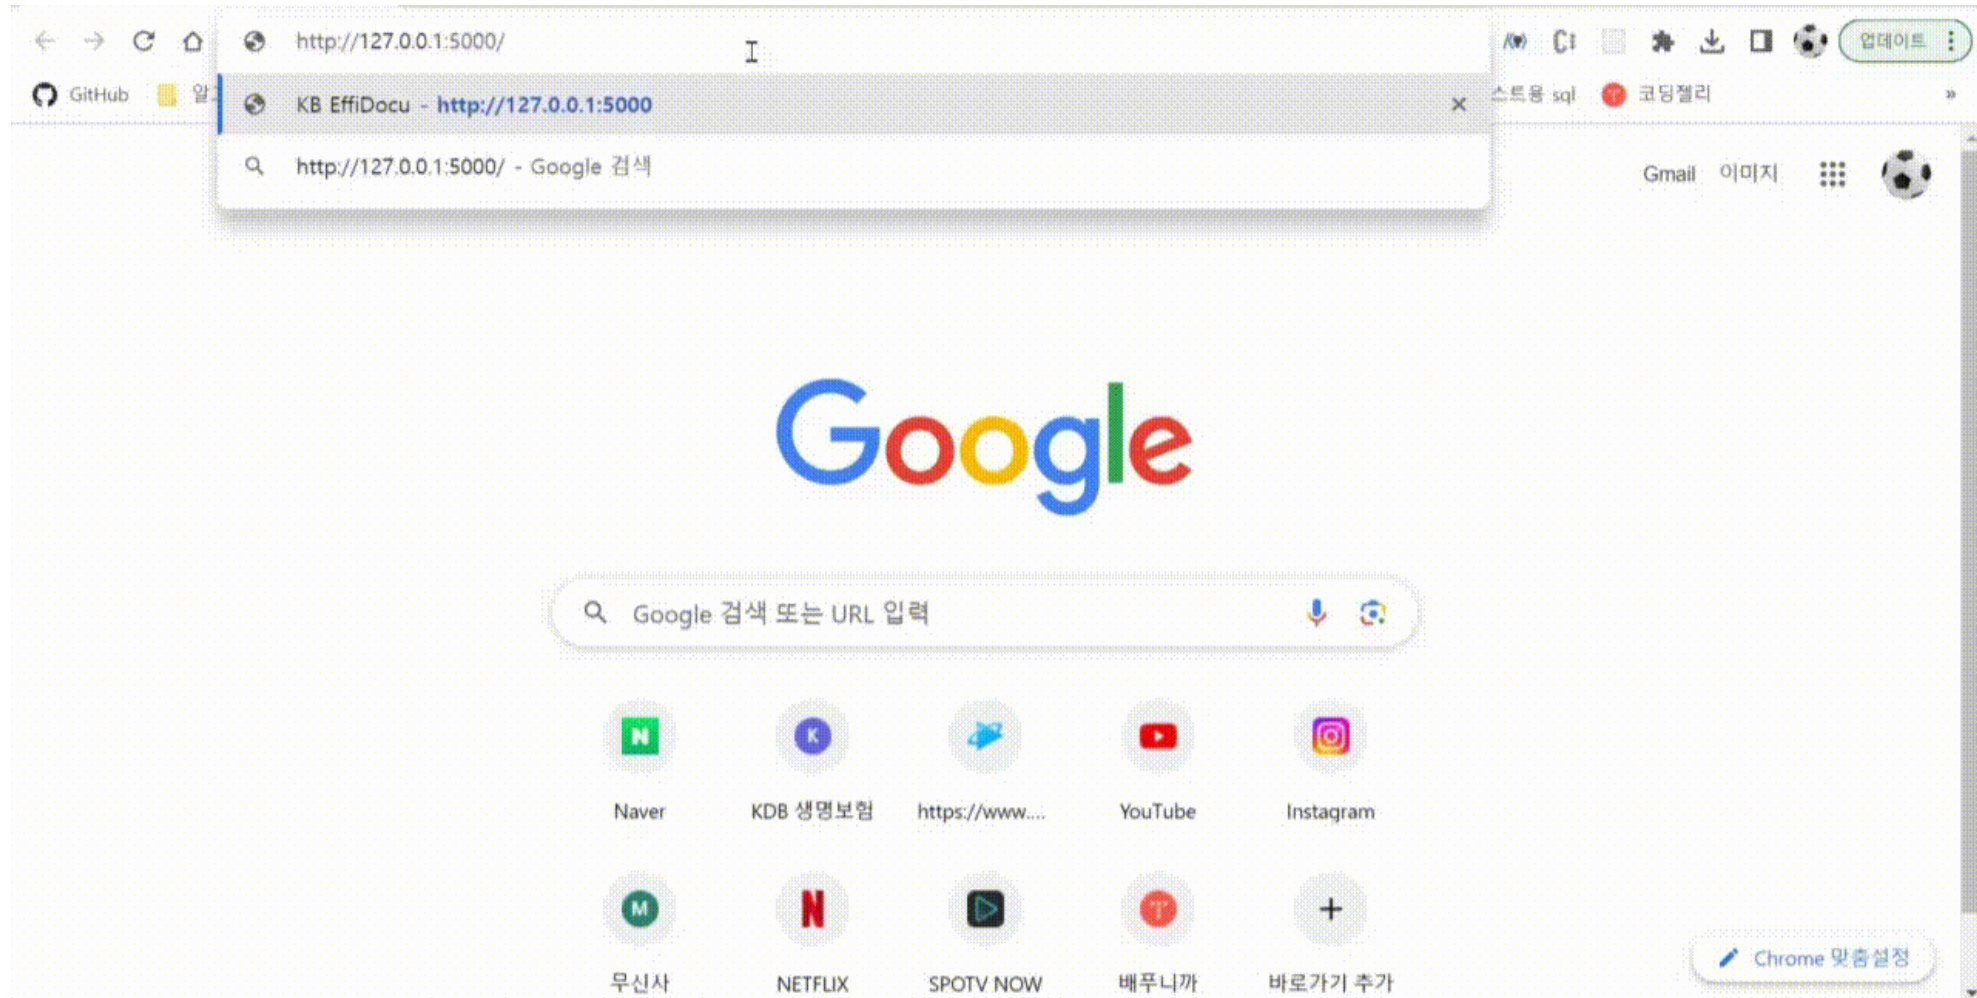 http://127.0.0.1:5000/
업데이트
GitHub
스트용 sql
코딩젤리
»
KB EffiDocu - http://127.0.0.1:5000
http://127.0.0.1:5000/ - Google 검색
Gmail 이미지
Google
Google 검색 또는 URL 입력
Naver
KDB 생명보험
https://www....
YouTube
Instagram
무신사
NETFLIX
SPOTV NOW
배푸니까
바로가기 추가
Chrome 맞춤설정